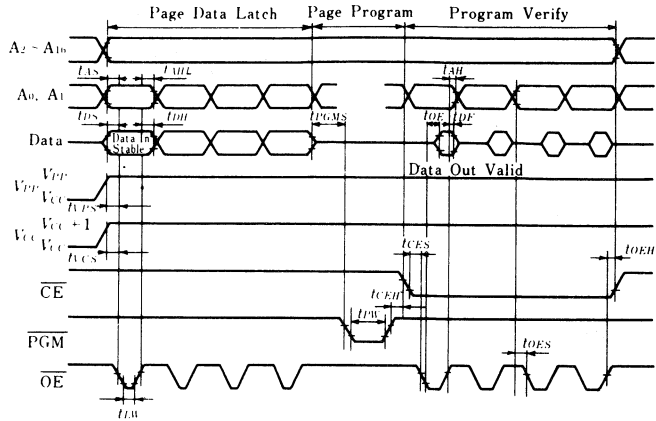 Page Data Latch Page Program Program Verify
A2 ~ A16
tAS tAHL tAH
A0, A1
tDS tDH tPGMS tOE tDF
Data Data In Stable
Data Out Valid
VPP VPP
VCC
tVPS
VCC VCC +1
VCC
tVCS tCES tOEH
CE
tCEH
tPW
PGM
tOES
OE
tLW